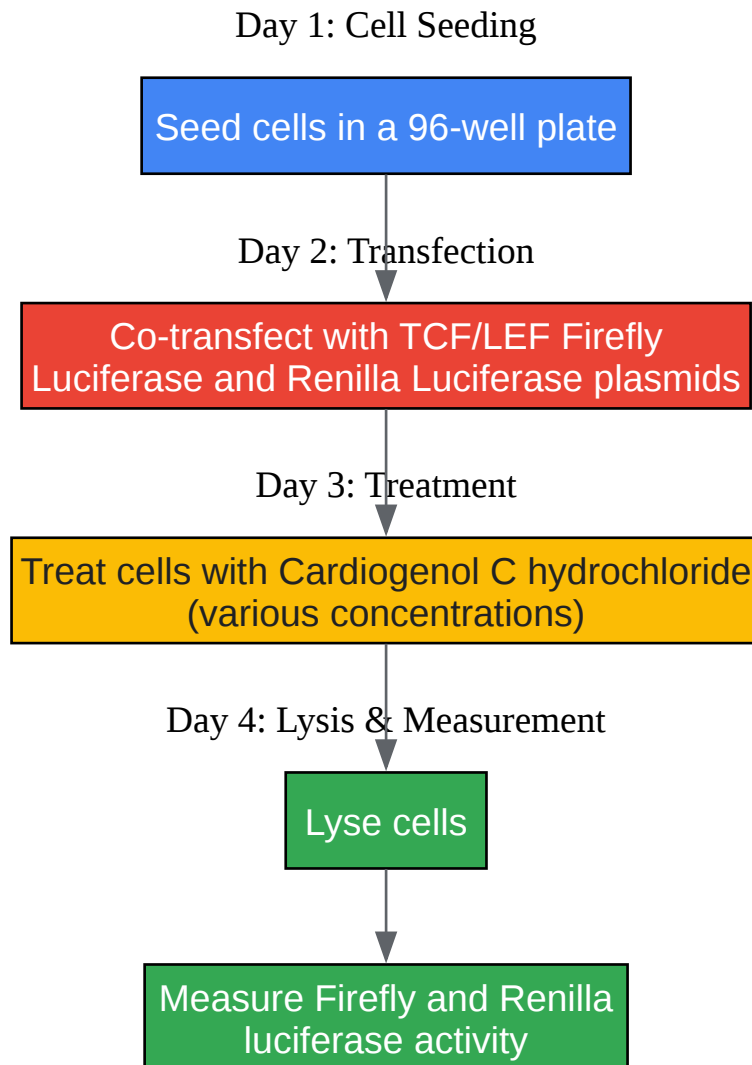 Day 1: Cell Seeding
Seed cells in a 96-well plate
Day 2: Transfection
Co-transfect with TCF/LEF Firefly
Luciferase and Renilla Luciferase plasmids
Day 3: Treatment
Treat cells with Cardiogenol C hydrochloride
(various concentrations)
Day 4: Lysis & Measurement
Lyse cells
Measure Firefly and Renilla
luciferase activity